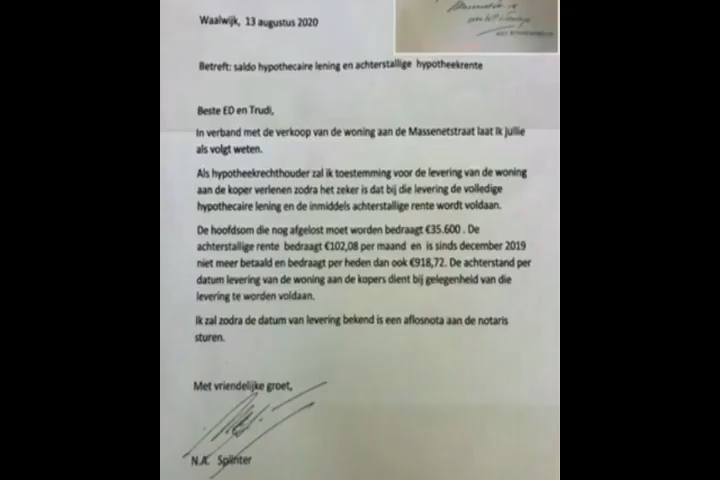 Waalwijk, 13 augustus 2020
Betreft: saldo hypothecaire lening en achterstallige hypotheekrente
Beste ED en Trudi,
In verband met de verkoop van de woning aan de Massenetstraat laat ik jullie
als volgt weten.
Als hypotheekrechthouder zal ik toestemming voor de levering van de woning
aan de koper verlenen zodra het zeker is dat bij die levering de volledige
hypothecaire lening en de inmiddels achterstallige rente wordt voldaan.
De hoofdsom die nog afgelost moet worden bedraagt €35.600 . De
achterstallige rente bedraagt €102,08 per maand en is sinds december 2019
niet meer betaald en bedraagt per heden dan ook €918,72. De achterstand per
datum levering van de woning aan de kopers dient bij gelegenheid van die
levering te worden voldaan.
Ik zal zodra de datum van levering bekend is een aflosnota aan de notaris
sturen.
Met vriendelijke groet,
N.A. Splinter